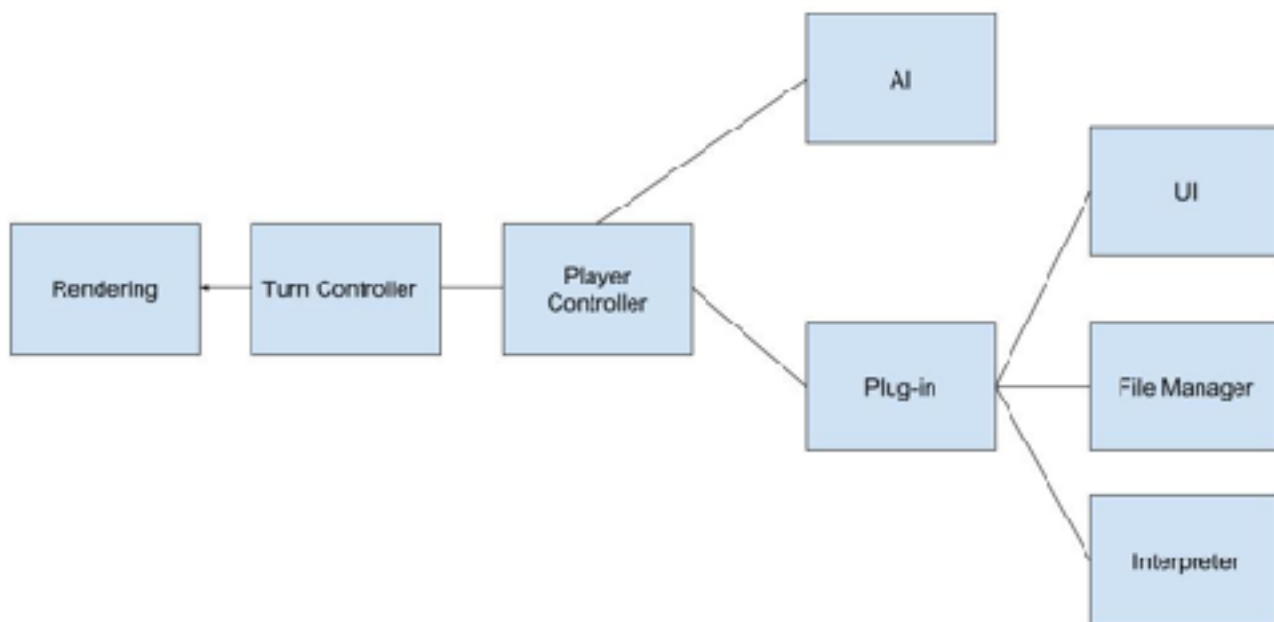 AI
UI
Rendering
Turn Controller
Player
Controller
Plug-in
File Manager
Interpreter